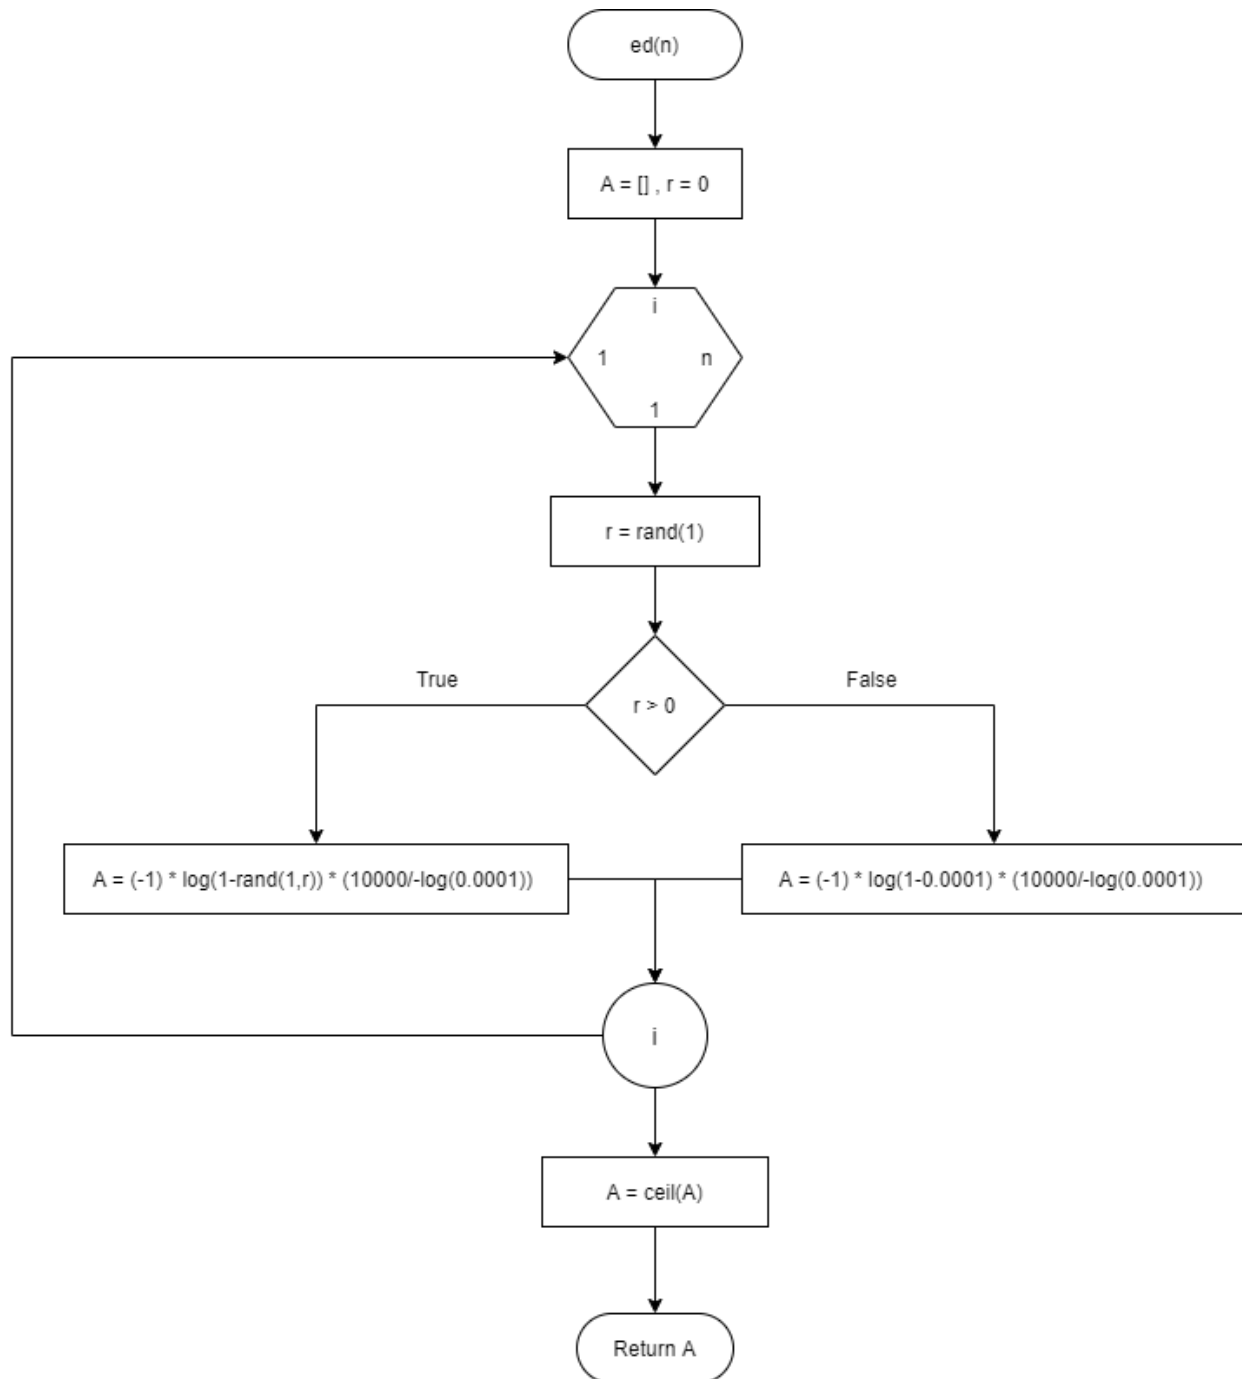 ed(n)
A = [] , r = 0
i
1
n
1
r = rand(1)
True
r > 0
False
A = (-1) * log(1-rand(1,r)) * (10000/-log(0.0001))
A = (-1) * log(1-0.0001) * (10000/-log(0.0001))
i
A = ceil(A)
Return A